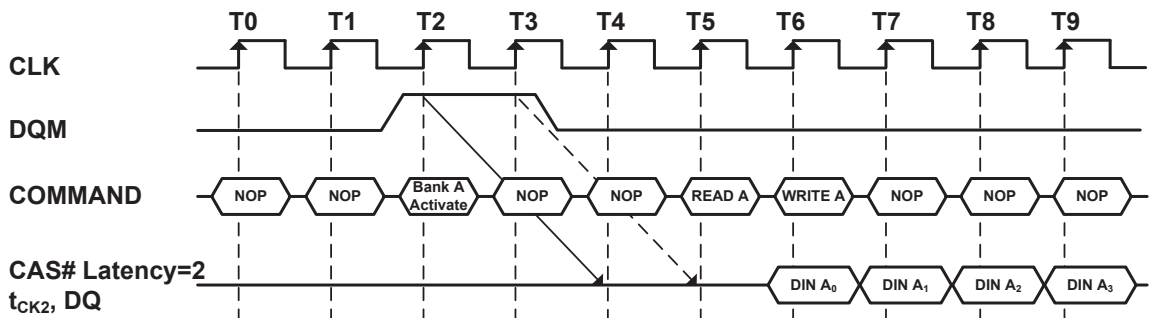 T0 T1 T2 T3 T4 T5 T6 T7 T8 T9
CLK
DQM
COMMAND NOP NOP Bank A Activate NOP NOP READ A WRITE A NOP NOP NOP
CAS# Latency=2
tCK2, DQ DIN A0 DIN A1 DIN A2 DIN A3